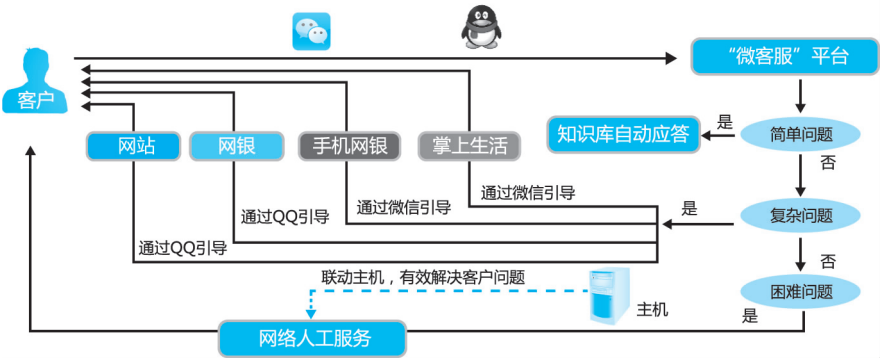 “微客服”平台
客户
网站
网银
手机网银
掌上生活
知识库自动应答
是
简单问题
否
通过微信引导
通过微信引导
通过QQ引导
通过QQ引导
是
复杂问题
否
联动主机，有效解决客户问题
主机
困难问题
是
网络人工服务